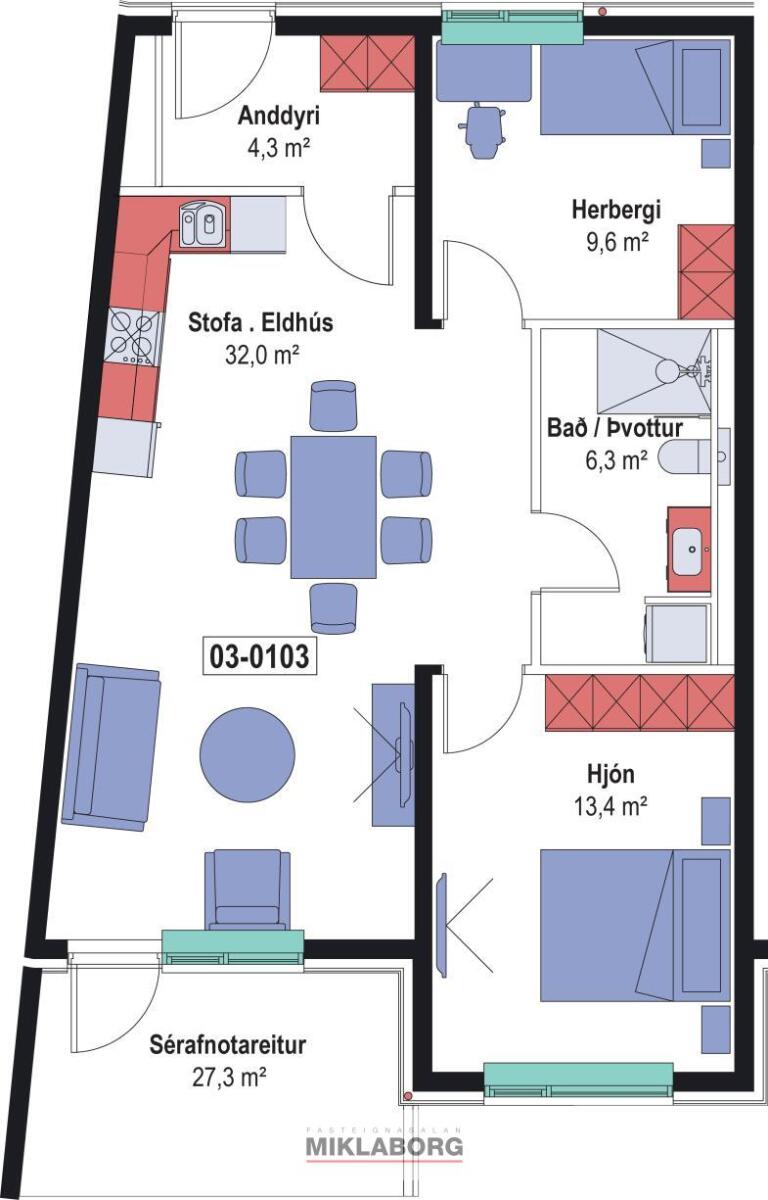 Anddyri
4,3 m²
Herbergi
9,6 m²
Stofa . Eldhús
32,0 m²
Bað / Þvottur
6,3 m²
03-0103
Hjón
13,4 m²
Sérafnotareitur
27,3 m²
FASTEIGNASALAN
MIKLABORG